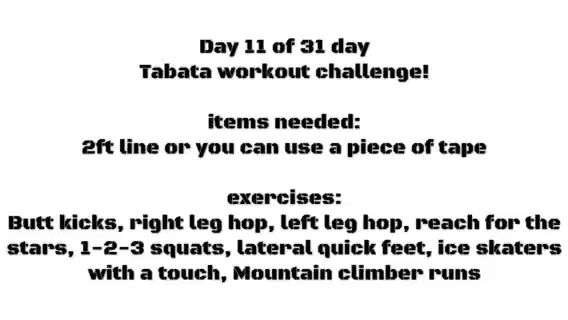 Day 11 of 31 day
Tabata workout challenge!
items needed:
2ft line or you can use a piece of tape
exercises:
Butt kicks, right leg hop, left leg hop, reach for the
stars, 1-2-3 squats, lateral quick feet, ice skaters
with a touch, Mountain climber runs